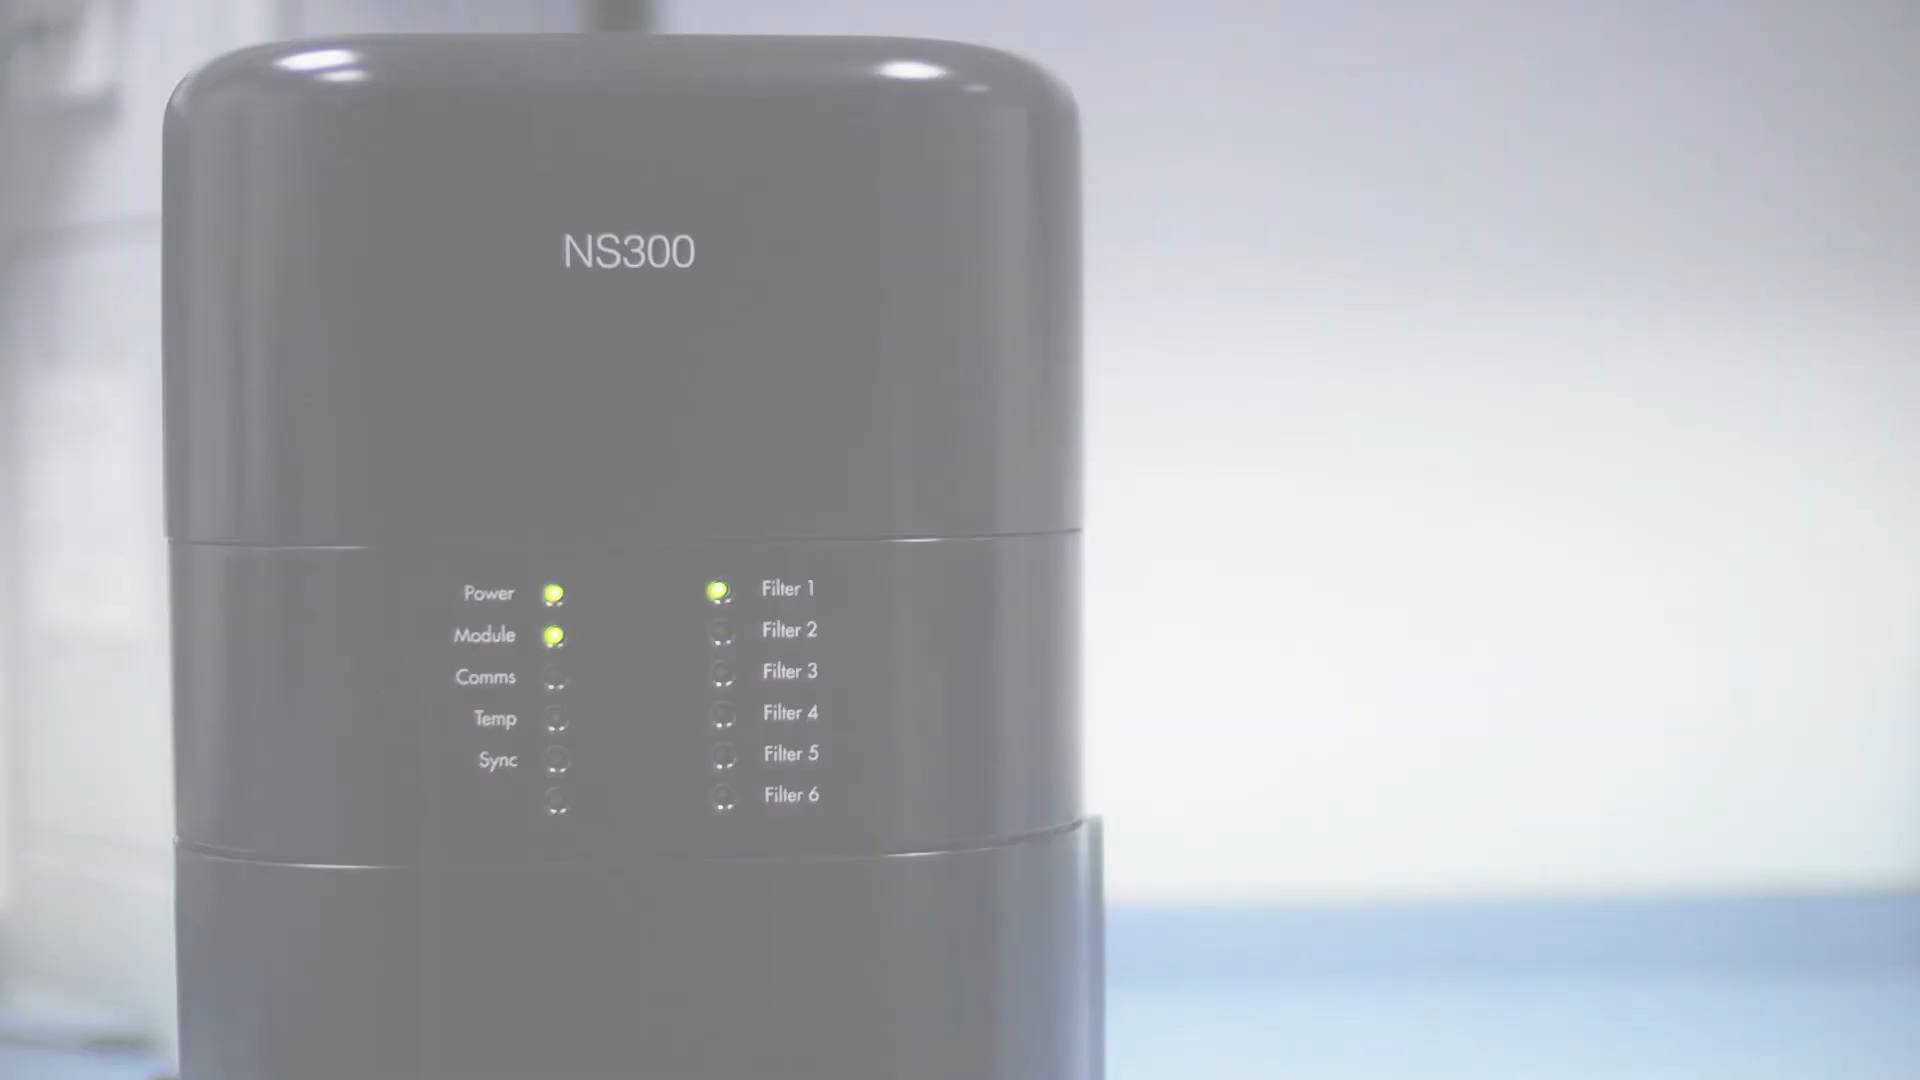 NS300
Power
Module
Comms
Temp
Sync
Filter 1
Filter 2
Filter 3
Filter 4
Filter 5
Filter 6